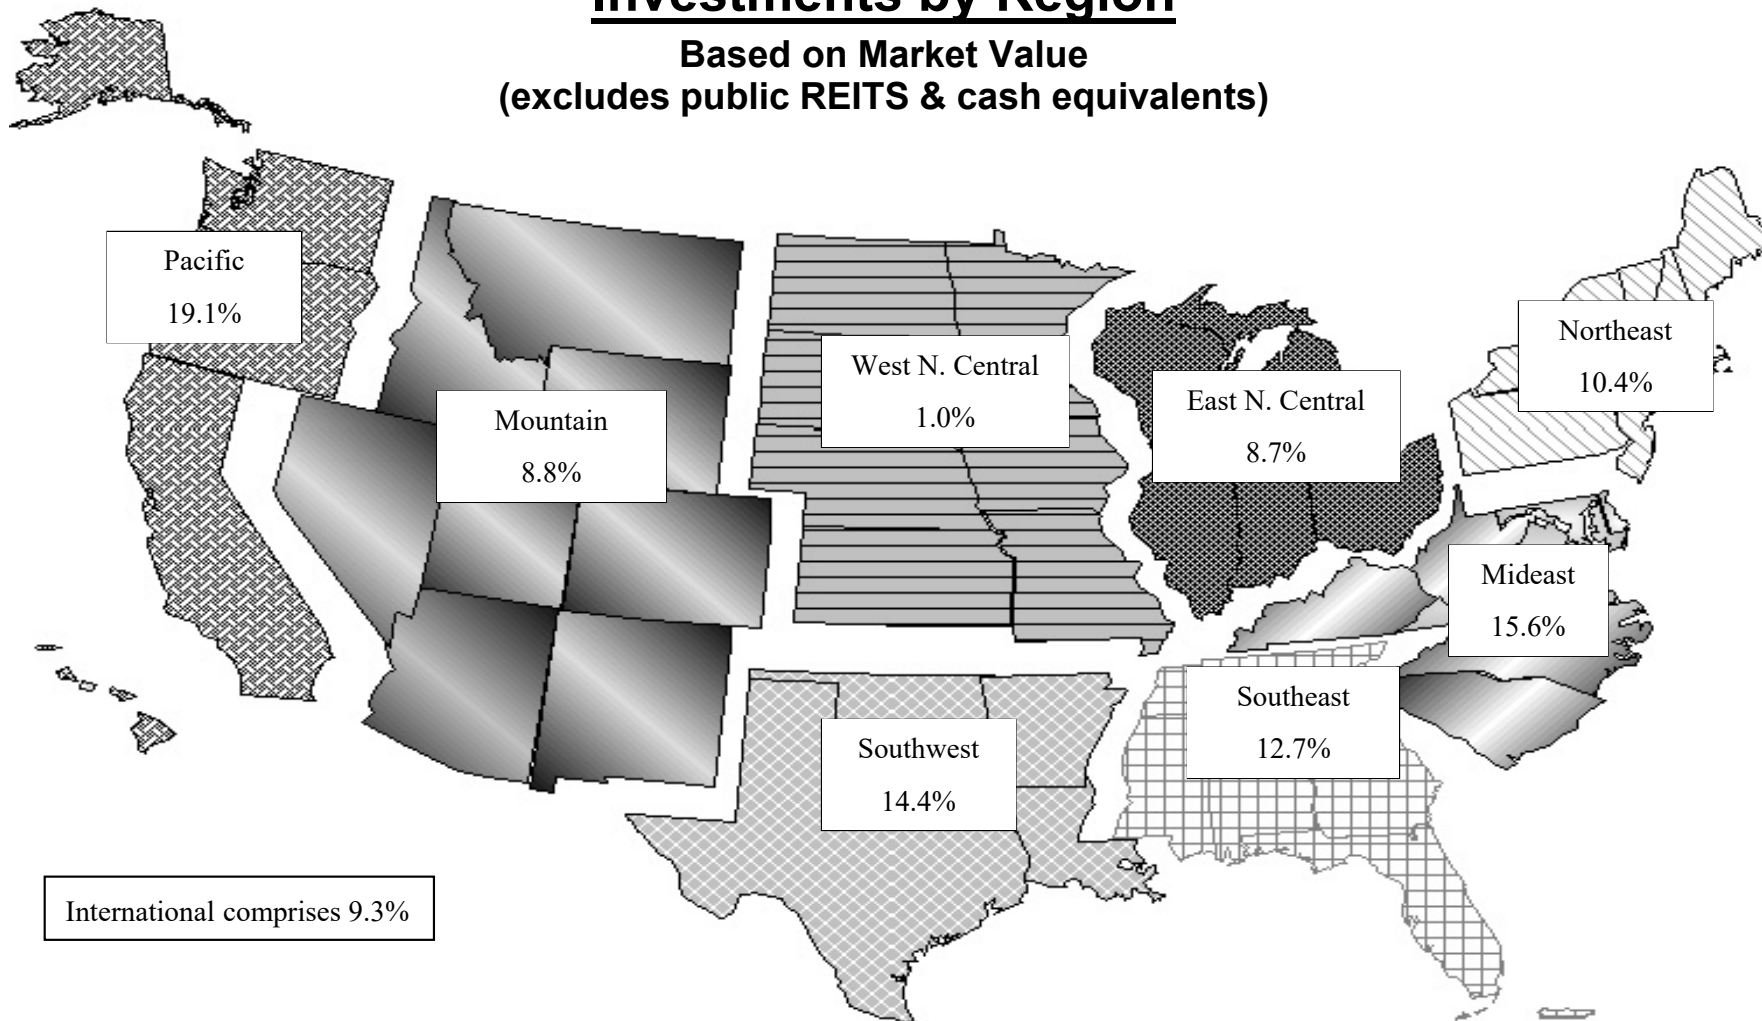 Investments by Region
Based on Market Value
(excludes public REITS & cash equivalents)
Pacific
19.1%
Mountain
8.8%
West N. Central
1.0%
East N. Central
8.7%
Northeast
10.4%
Mideast
15.6%
Southeast
12.7%
Southwest
14.4%
International comprises 9.3%